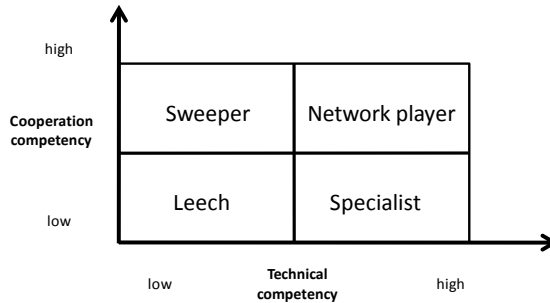 high
Sweeper
Network player
Cooperation
competency
Leech
Specialist
low
low
Technical
competency
high